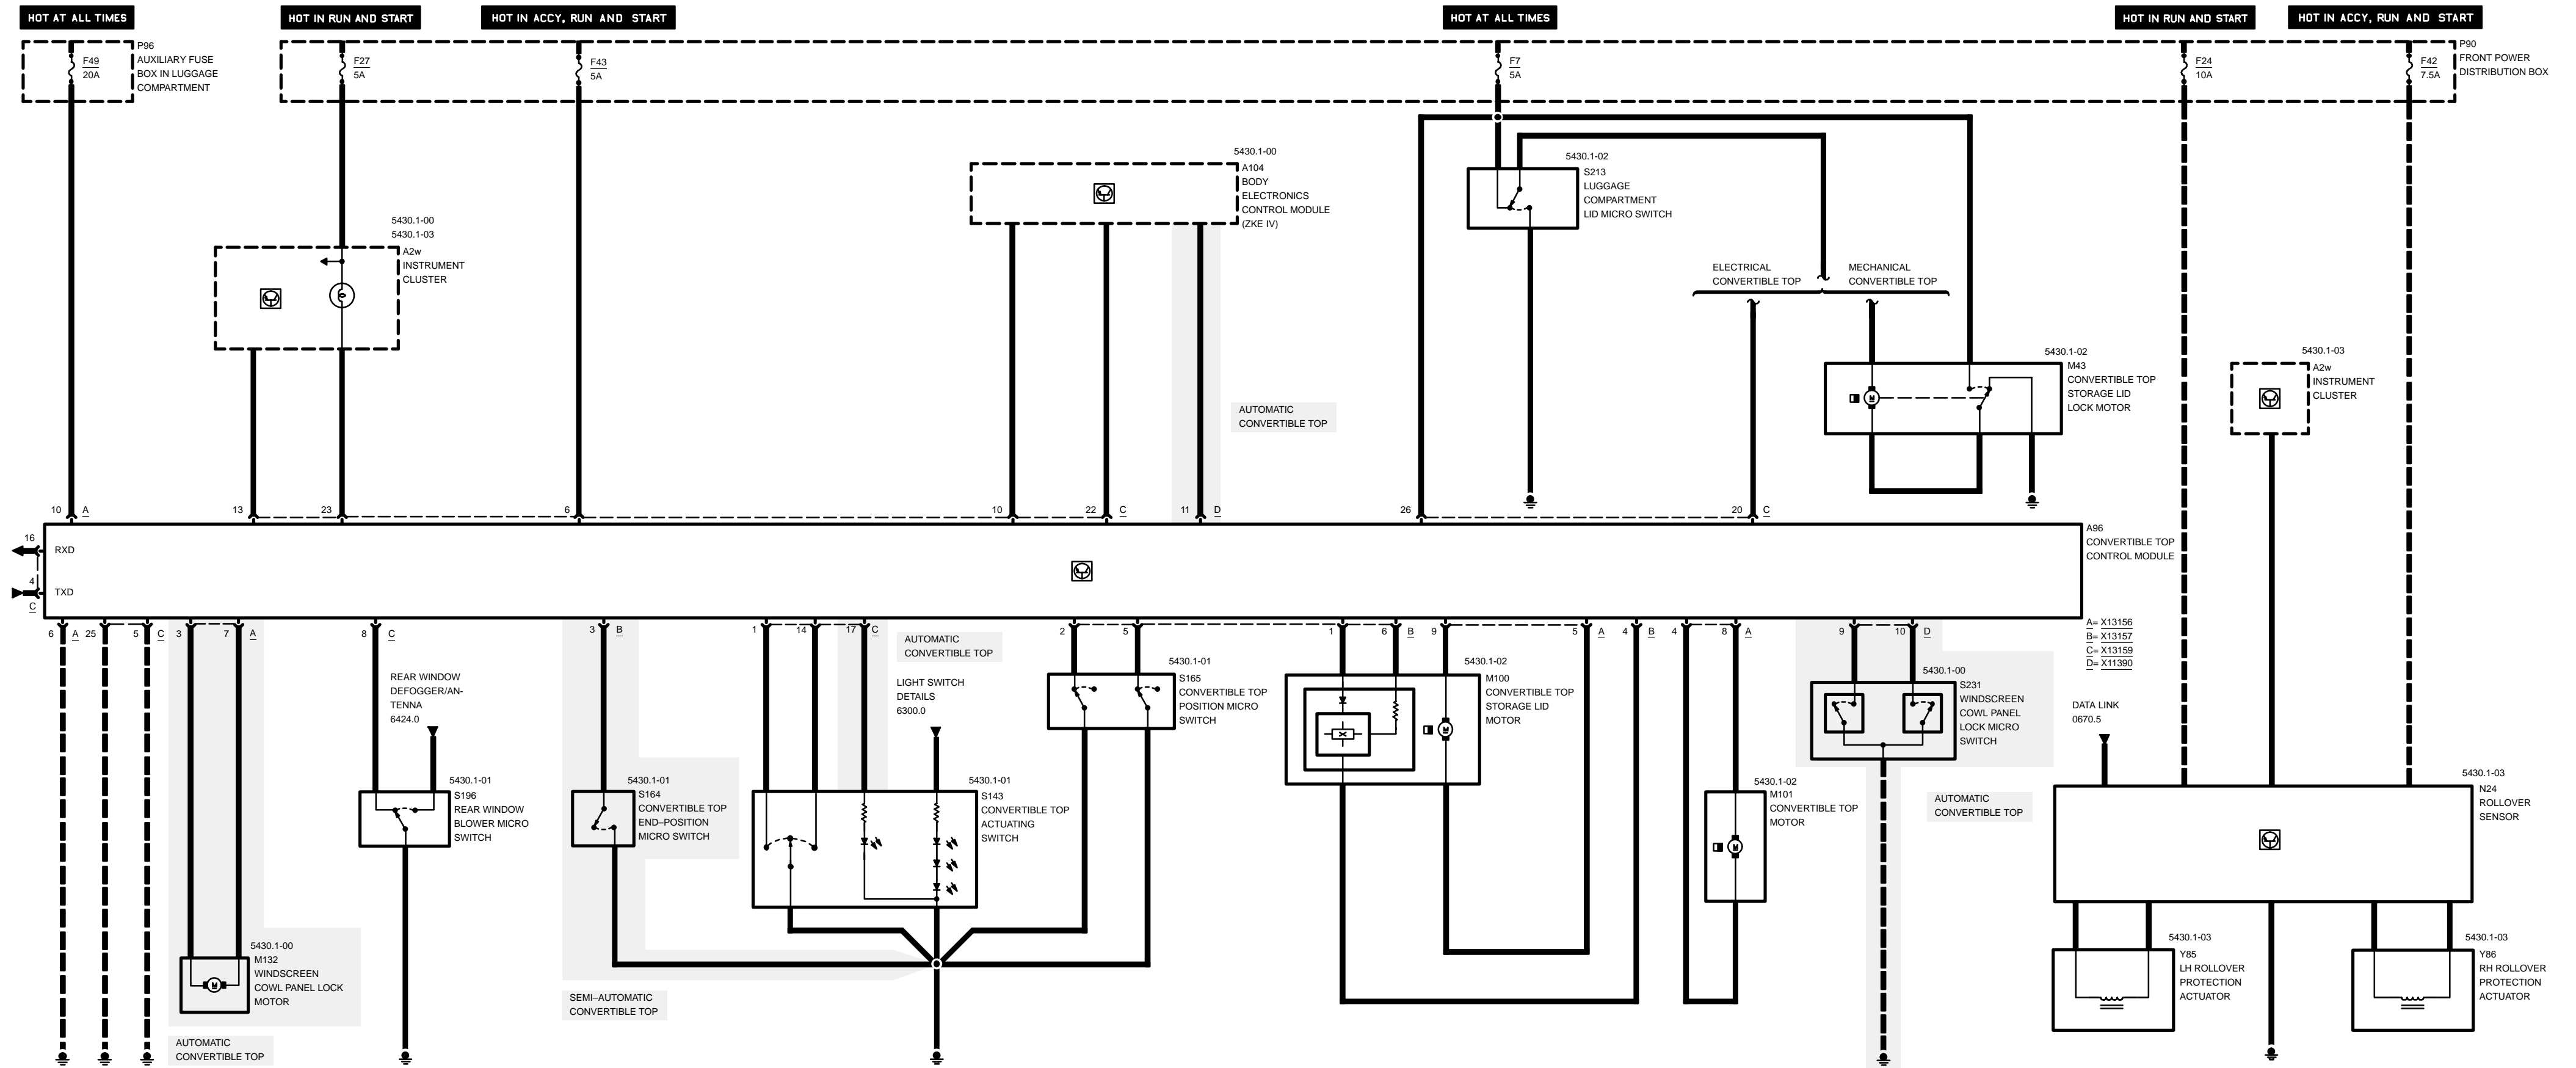 HOT AT ALL TIMES
HOT IN RUN AND START
HOT IN ACCY, RUN AND START
HOT AT ALL TIMES
HOT IN RUN AND START
HOT IN ACCY, RUN AND START
F49
20A
P96
AUXILIARY FUSE
BOX IN LUGGAGE
COMPARTMENT
F27
5A
F43
5A
F7
5A
F24
10A
F42
7.5A
P90
FRONT POWER
DISTRIBUTION BOX
5430.1-00
A104
BODY
ELECTRONICS
CONTROL MODULE
(ZKE IV)
5430.1-02
S213
LUGGAGE
COMPARTMENT
LID MICRO SWITCH
5430.1-00
5430.1-03
A2w
INSTRUMENT
CLUSTER
ELECTRICAL
CONVERTIBLE TOP
MECHANICAL
CONVERTIBLE TOP
5430.1-02
M43
CONVERTIBLE TOP
STORAGE LID
LOCK MOTOR
M
5430.1-03
A2w
INSTRUMENT
CLUSTER
AUTOMATIC
CONVERTIBLE TOP
10 A
13
23
6
10
22 C
11 D
26
20 C
16
RXD
4
TXD
C
A96
CONVERTIBLE TOP
CONTROL MODULE
A= X13156
B= X13157
C= X13159
D= X11390
6 A
25
5 C
3
7 A
8 C
3 B
1
14
17 C
2
5
1
6 B
9
5 A
4 B
4
8 A
9
10 D
AUTOMATIC
CONVERTIBLE TOP
REAR WINDOW
DEFOGGER/AN-
TENNA
6424.0
LIGHT SWITCH
DETAILS
6300.0
5430.1-01
S165
CONVERTIBLE TOP
POSITION MICRO
SWITCH
5430.1-02
M100
CONVERTIBLE TOP
STORAGE LID
MOTOR
M
5430.1-00
S231
WINDSCREEN
COWL PANEL
LOCK MICRO
SWITCH
DATA LINK
0670.5
5430.1-01
S196
REAR WINDOW
BLOWER MICRO
SWITCH
5430.1-01
S164
CONVERTIBLE TOP
END–POSITION
MICRO SWITCH
5430.1-01
S143
CONVERTIBLE TOP
ACTUATING
SWITCH
5430.1-02
M101
CONVERTIBLE TOP
MOTOR
M
AUTOMATIC
CONVERTIBLE TOP
5430.1-03
N24
ROLLOVER
SENSOR
5430.1-00
M132
WINDSCREEN
COWL PANEL LOCK
MOTOR
M
SEMI–AUTOMATIC
CONVERTIBLE TOP
5430.1-03
Y85
LH ROLLOVER
PROTECTION
ACTUATOR
5430.1-03
Y86
RH ROLLOVER
PROTECTION
ACTUATOR
AUTOMATIC
CONVERTIBLE TOP